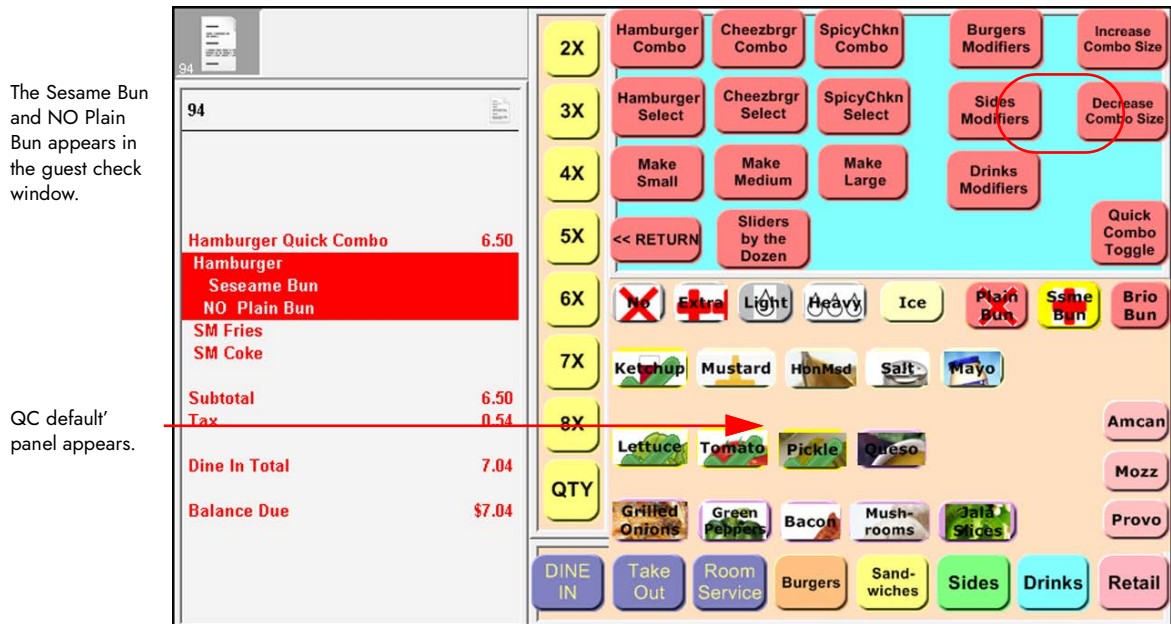 The Sesame Bun
and NO Plain
Bun appears in
the guest check
window.
QC default’
panel appears.
94
94
Hamburger Quick Combo 6.50
Hamburger
Seseame Bun
NO Plain Bun
SM Fries
SM Coke
Subtotal 6.50
Tax 0.54
Dine In Total 7.04
Balance Due $7.04
2X
3X
4X
5X
6X
7X
8X
QTY
Hamburger
Combo
Cheezbrgr
Combo
SpicyChkn
Combo
Burgers
Modifiers
Increase
Combo Size
Hamburger
Select
Cheezbrgr
Select
SpicyChkn
Select
Sides
Modifiers
Decrease
Combo Size
Make
Small
Make
Medium
Make
Large
Drinks
Modifiers
<< RETURN
Sliders
by the
Dozen
Quick
Combo
Toggle
No
Extra
Light
Heavy
Ice
Plain
Bun
Ssme
Bun
Brio
Bun
Ketchup
Mustard
HonMsd
Salt
Mayo
Lettuce
Tomato
Pickle
Queso
Amcan
Mozz
Provo
Grilled
Onions
Green
Peppers
Bacon
Mush-
rooms
Jala
Slices
DINE
IN
Take
Out
Room
Service
Burgers
Sand-
wiches
Sides
Drinks
Retail